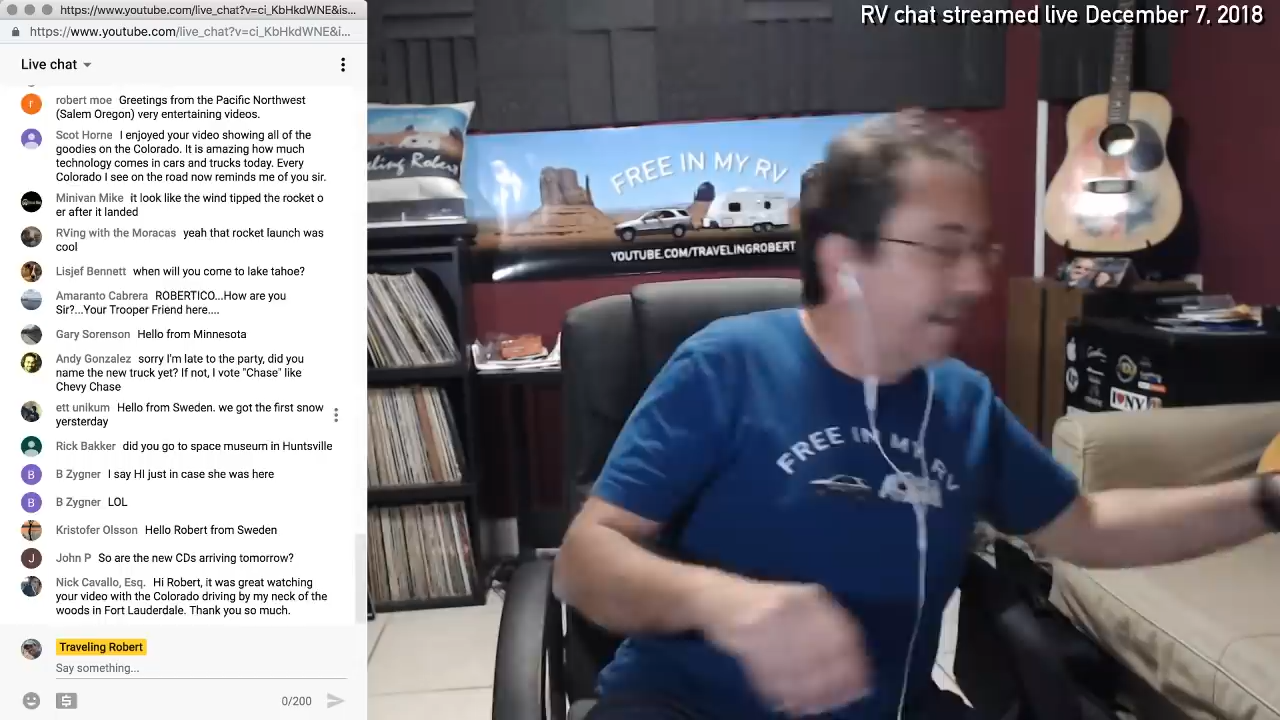 https://www.youtube.com/live_chat?v=ci_KbHkdWNE&is...
https://www.youtube.com/live_chat?v=ci_KbHkdWNE&i...
RV chat streamed live December 7, 2018
Live chat
robert moe Greetings from the Pacific Northwest
(Salem Oregon) very entertaining videos.
Scot Horne I enjoyed your video showing all of the
goodies on the Colorado. It is amazing how much
technology comes in cars and trucks today. Every
Colorado I see on the road now reminds me of you sir.
Minivan Mike it look like the wind tipped the rocket o
er after it landed
RVing with the Moracas yeah that rocket launch was
cool
Lisjef Bennett when will you come to lake tahoe?
Amaranto Cabrera ROBERTICO...How are you
Sir?...Your Trooper Friend here....
Gary Sorenson Hello from Minnesota
Andy Gonzalez sorry I'm late to the party, did you
name the new truck yet? If not, I vote "Chase" like
Chevy Chase
ett unikum Hello from Sweden. we got the first snow
yersterday
Rick Bakker did you go to space museum in Huntsville
B Zygner I say HI just in case she was here
B Zygner LOL
Kristofer Olsson Hello Robert from Sweden
John P So are the new CDs arriving tomorrow?
Nick Cavallo, Esq. Hi Robert, it was great watching
your video with the Colorado driving by my neck of the
woods in Fort Lauderdale. Thank you so much.
Traveling Robert
Say something...
0/200
eling Robert
FREE IN MY RV
YOUTUBE.COM/TRAVELINGROBERT
FREE IN MY RV
I NY